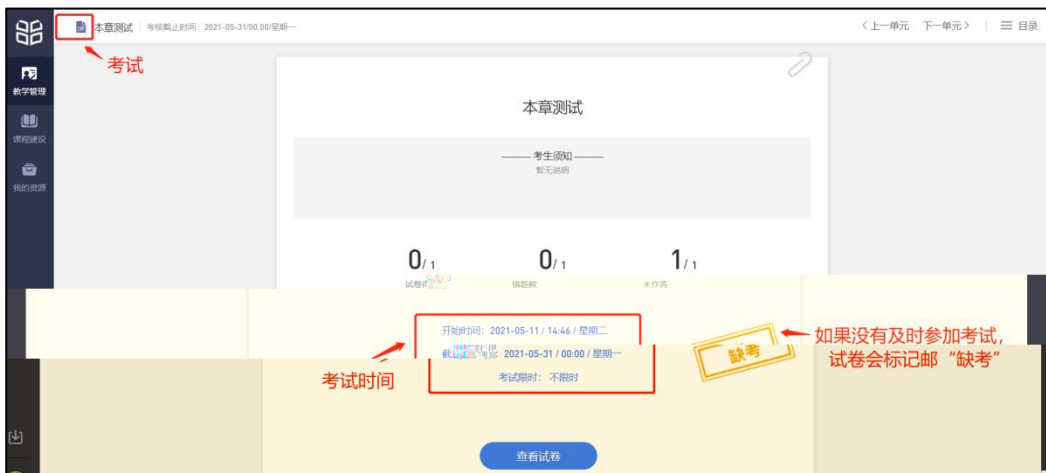 本章测试 考核截止时间：2021-05-31/00:00/星期一
上一单元 下一单元 目录
考试
教学管理
课程建设
我的资源
本章测试
考生须知
暂无说明
0/1 0/1 1/1
错题数 未作答
开始时间：2021-05-11 / 14:46 / 星期二
2021-05-31 / 00:00 / 星期一
考试限时： 不限时
考试时间
缺考
如果没有及时参加考试,
试卷会标记邮“缺考”
查看试卷